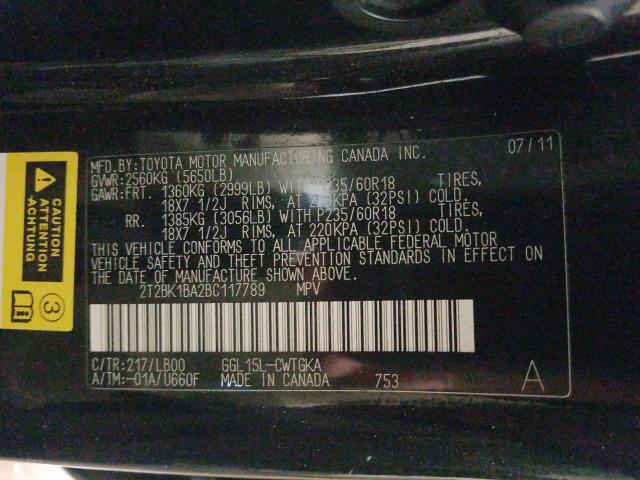 MFD.BY:TOYOTA MOTOR MANUFACTURING CANADA INC. 07/11
GVWR:2560KG (5650LB)
GAWR:FRT. 1360KG (2999LB) WITH P235/60R18 TIRES,
18X7 1/2J RIMS, AT 220KPA (32PSI) COLD.
RR. 1385KG (3056LB) WITH P235/60R18 TIRES,
18X7 1/2J RIMS, AT 220KPA (32PSI) COLD.
THIS VEHICLE CONFORMS TO ALL APPLICABLE FEDERAL MOTOR
VEHICLE SAFETY AND THEFT PREVENTION STANDARDS IN EFFECT ON
THE DATE OF MANUFACTURE SHOWN ABOVE.
2T2BK1BA2BC117789 MPV
C/TR:217/LB00 GGL15L-CWTGKA
A/TM:-01A/U660F MADE IN CANADA 753 A
CAUTION
ATTENTION
ACHTUNG
3